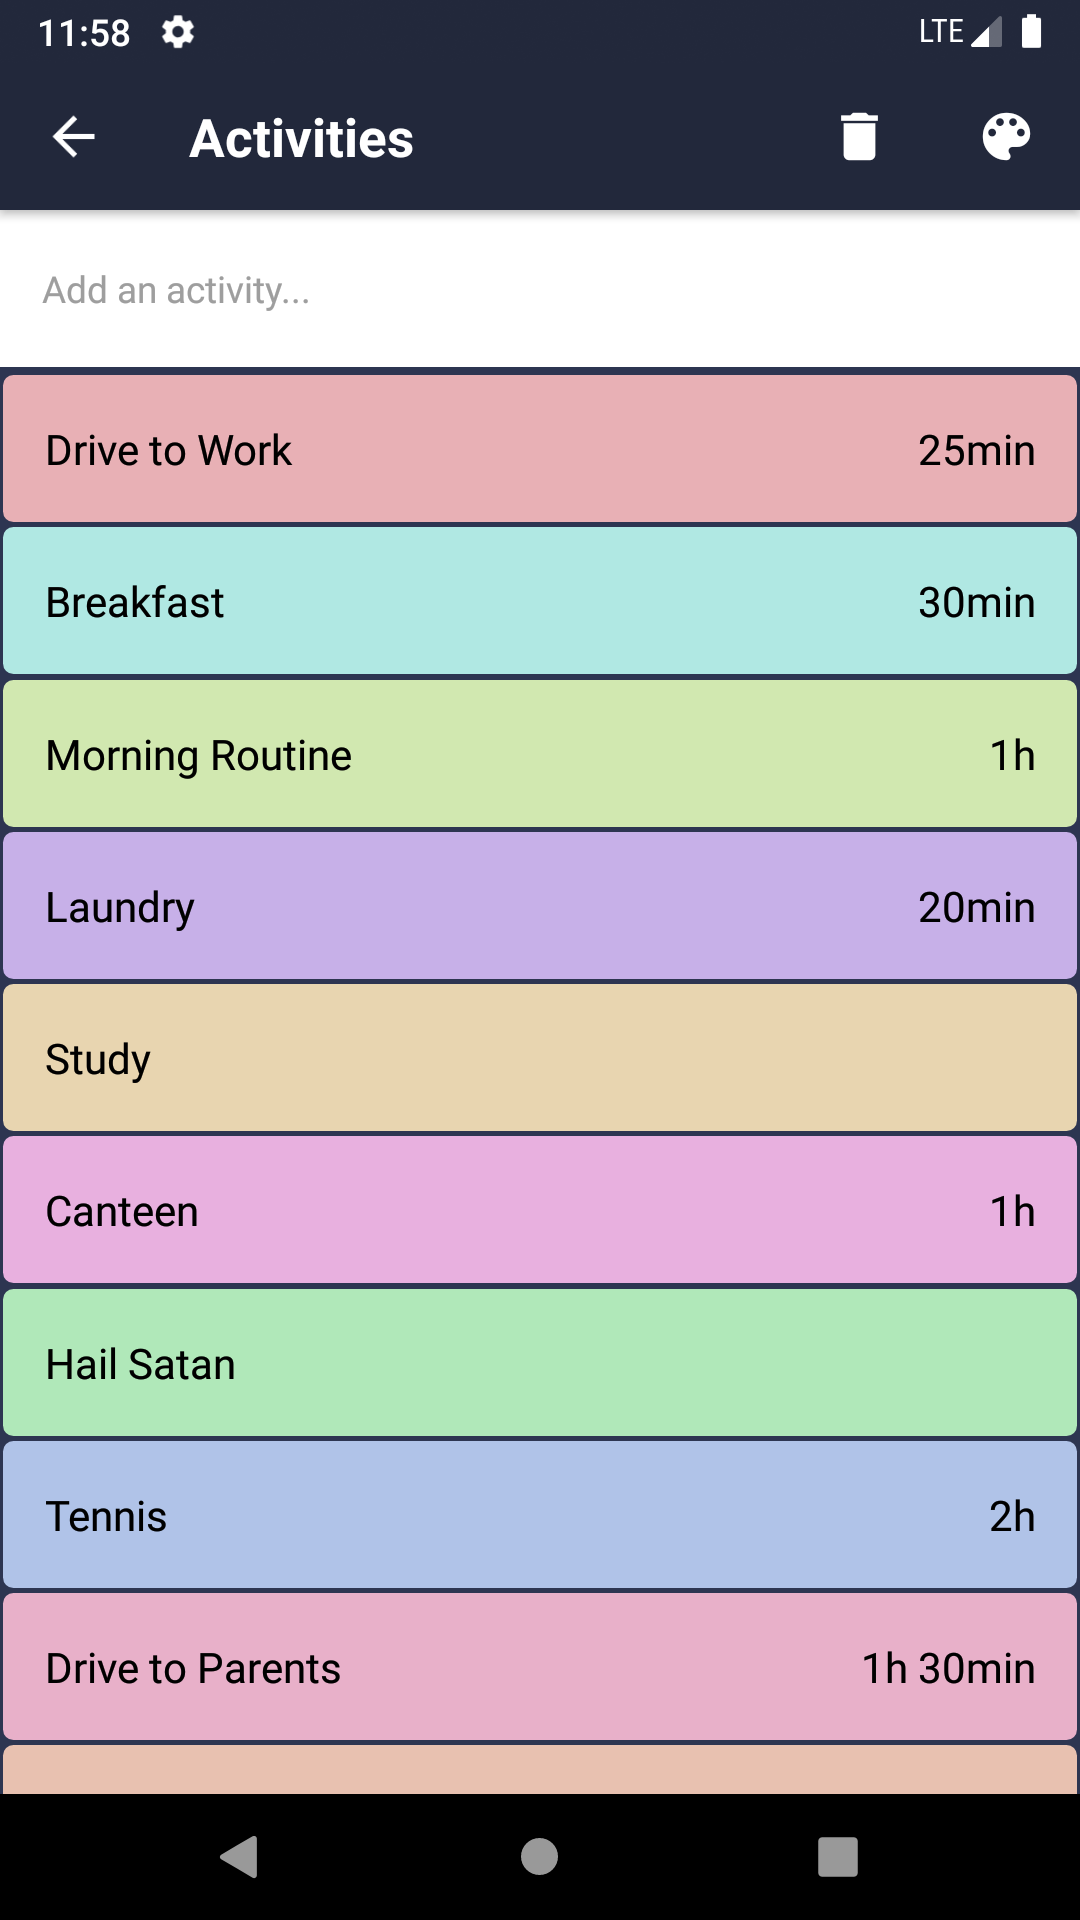 11:58 LTE
Activities
Add an activity...
Drive to Work 25min
Breakfast 30min
Morning Routine 1h
Laundry 20min
Study
Canteen 1h
Hail Satan
Tennis 2h
Drive to Parents 1h 30min